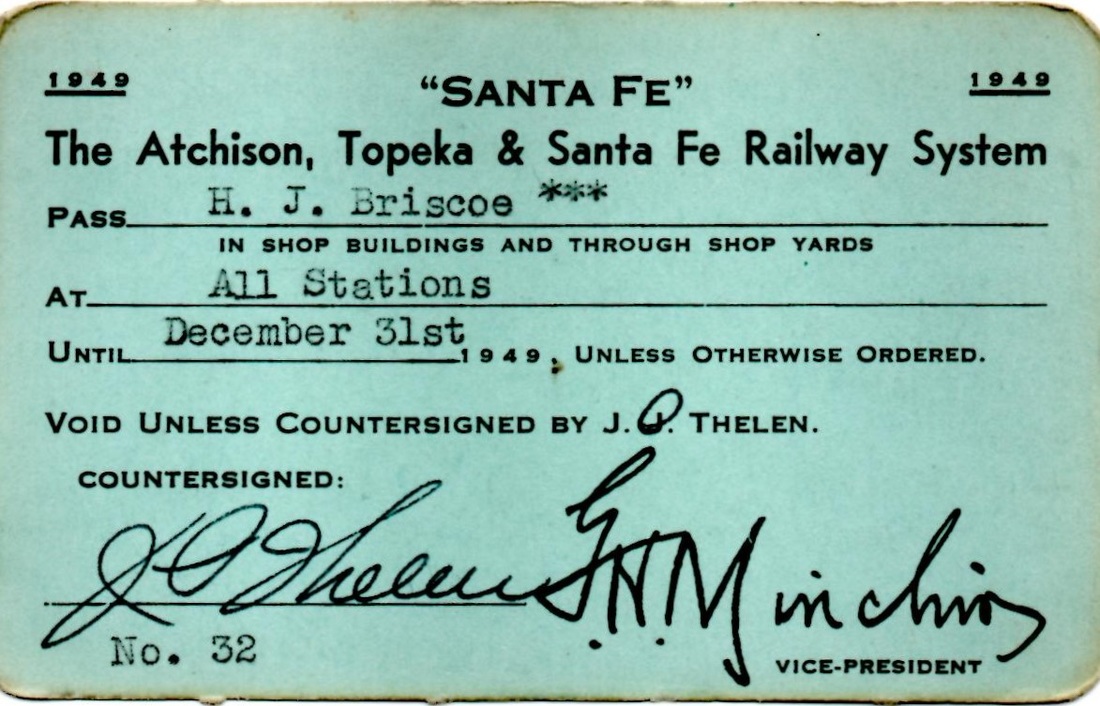 1949 "SANTA FE" 1949
The Atchison, Topeka & Santa Fe Railway System
PASS H. J. Briscoe ***
IN SHOP BUILDINGS AND THROUGH SHOP YARDS
AT All Stations
UNTIL December 31st 1949, UNLESS OTHERWISE ORDERED.
VOID UNLESS COUNTERSIGNED BY J. O. THELEN.
COUNTERSIGNED:
J O Thelen G.H. Minchin
No. 32 VICE-PRESIDENT